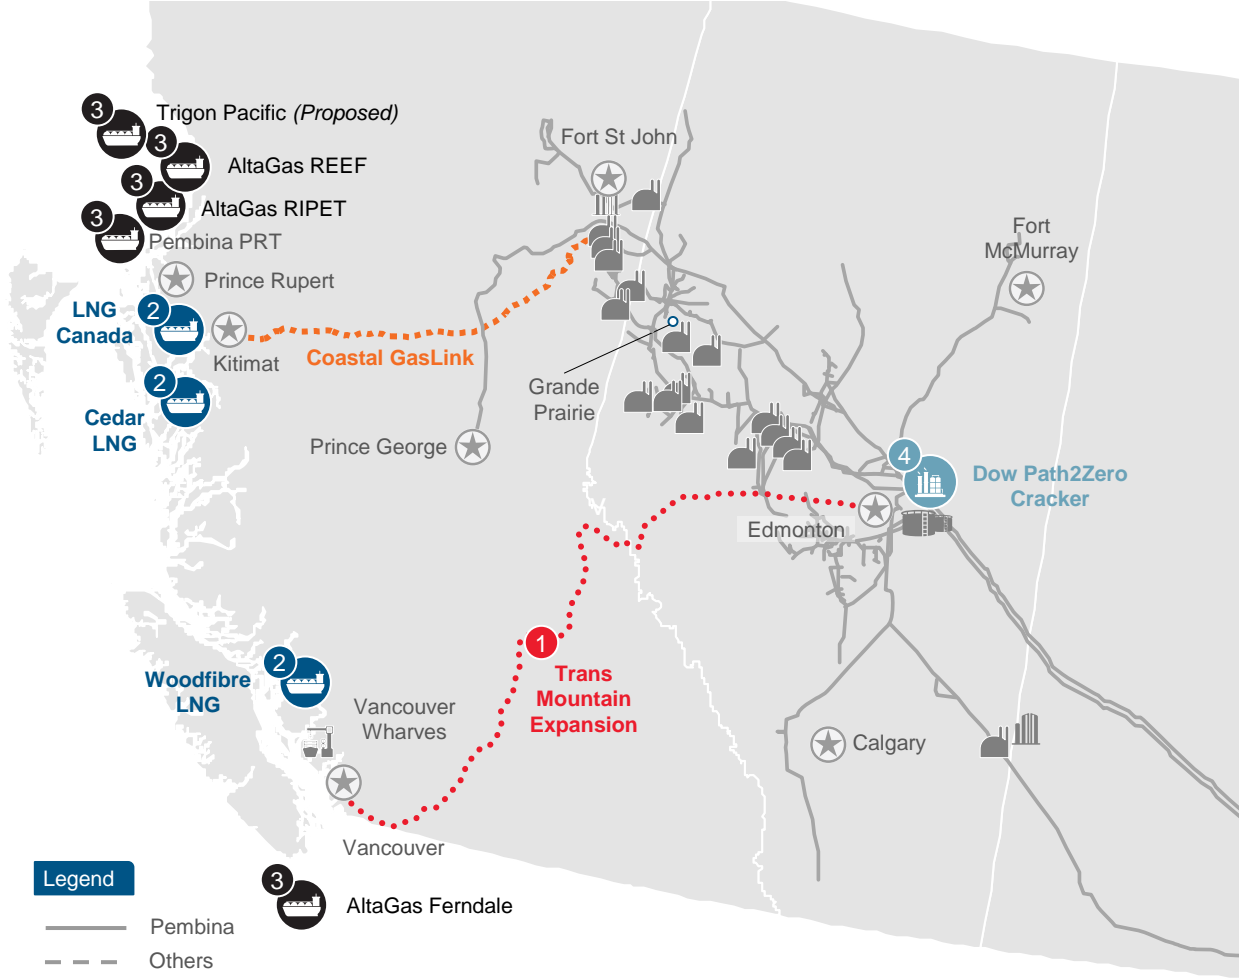 3
Trigon Pacific (Proposed)
3
AltaGas REEF
3
AltaGas RIPET
3
Pembina PRT
Prince Rupert
LNG
Canada
2
Kitimat
Coastal GasLink
2
Cedar
LNG
Prince George
Fort St John
Fort
McMurray
Grande
Prairie
4
Dow Path2Zero
Cracker
Edmonton
1
Trans
Mountain
Expansion
2
Woodfibre
LNG
Vancouver
Wharves
Calgary
Vancouver
3
AltaGas Ferndale
Legend
Pembina
Others